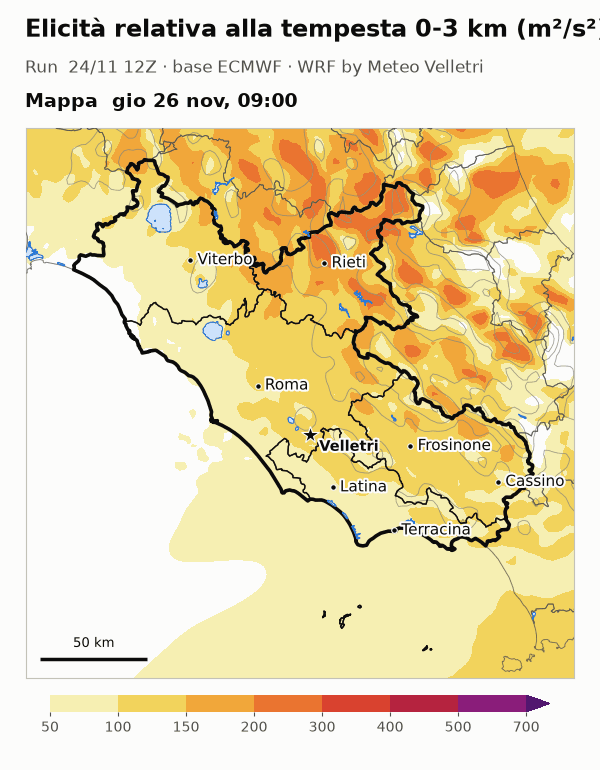 Elicità relativa alla tempesta 0-3 km (m²/s²)
Run  24/11 12Z · base ECMWF · WRF by Meteo Velletri
Mappa  gio 26 nov, 09:00
Viterbo
Rieti
Roma
Velletri
Frosinone
Latina
Cassino
Terracina
50 km
50 100 150 200 300 400 500 700